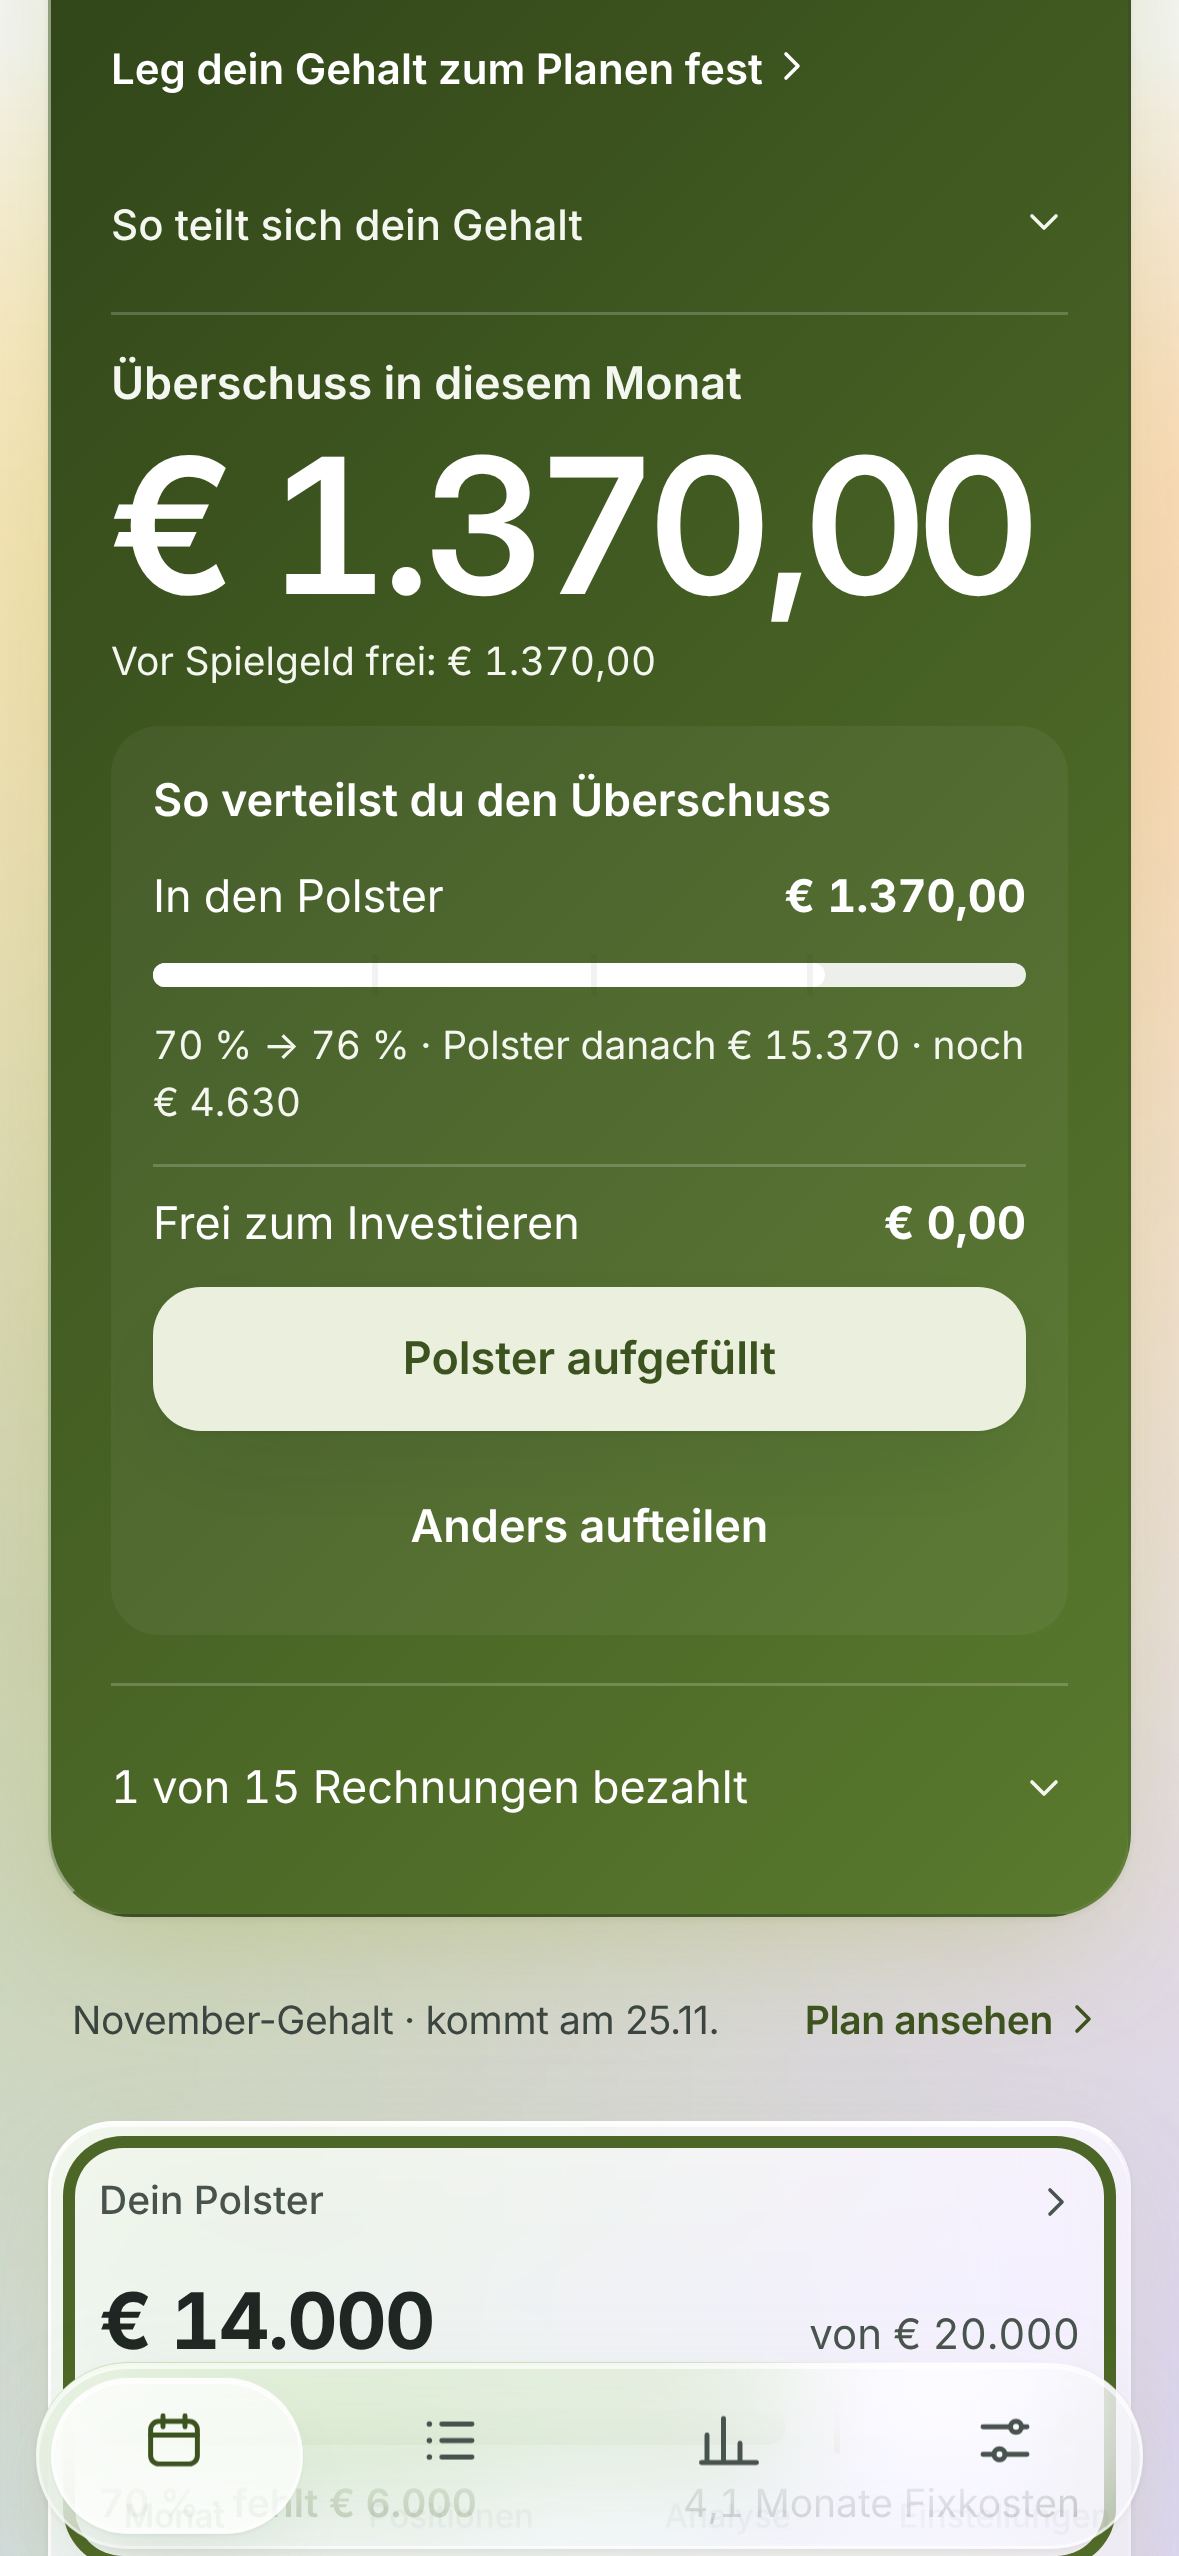 Leg dein Gehalt zum Planen fest
So teilt sich dein Gehalt
Überschuss in diesem Monat
€ 1.370,00
Vor Spielgeld frei: € 1.370,00
So verteilst du den Überschuss
In den Polster € 1.370,00
70 % → 76 % · Polster danach € 15.370 · noch
€ 4.630
Frei zum Investieren € 0,00
Polster aufgefüllt
Anders aufteilen
1 von 15 Rechnungen bezahlt
November-Gehalt · kommt am 25.11.
Plan ansehen
Dein Polster
€ 14.000 von € 20.000
70 % · fehlt € 6.000 4,1 Monate Fixkosten
Monat Positionen Analyse Einstellungen